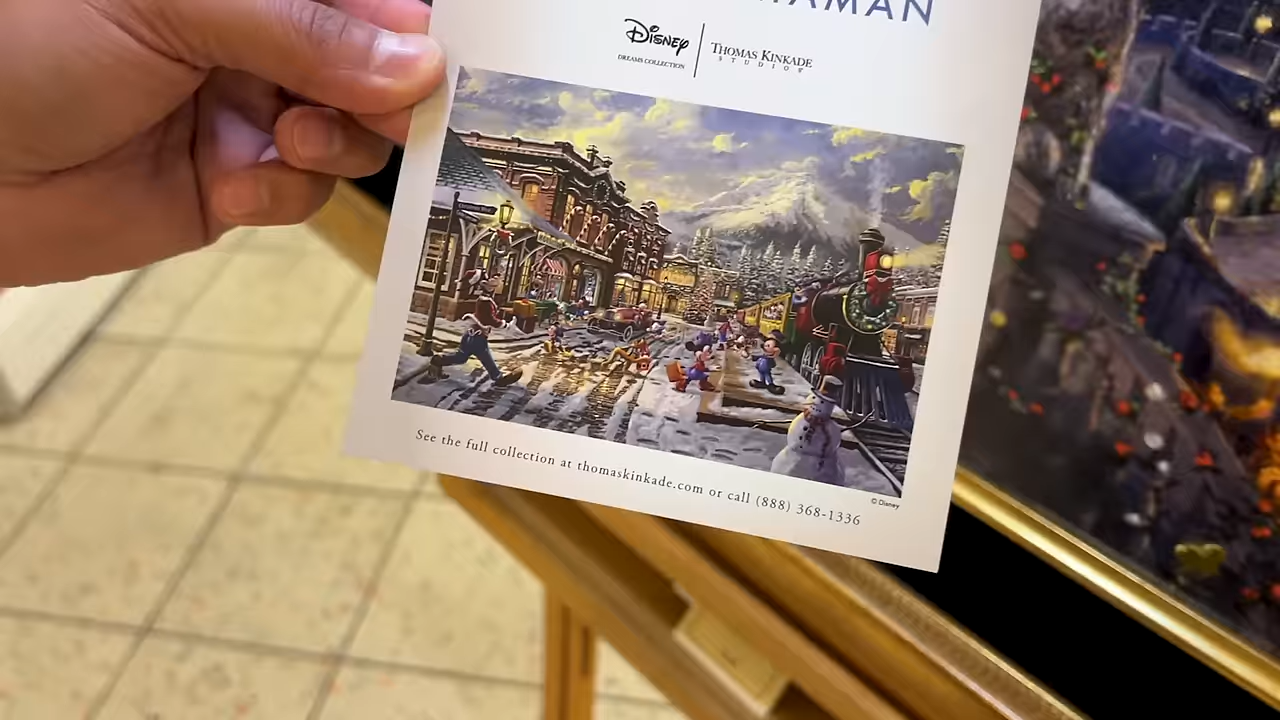 Disney
DREAMS COLLECTION
THOMAS KINKADE
STUDIOS
See the full collection at thomaskinkade.com or call (888) 368-1336
© Disney